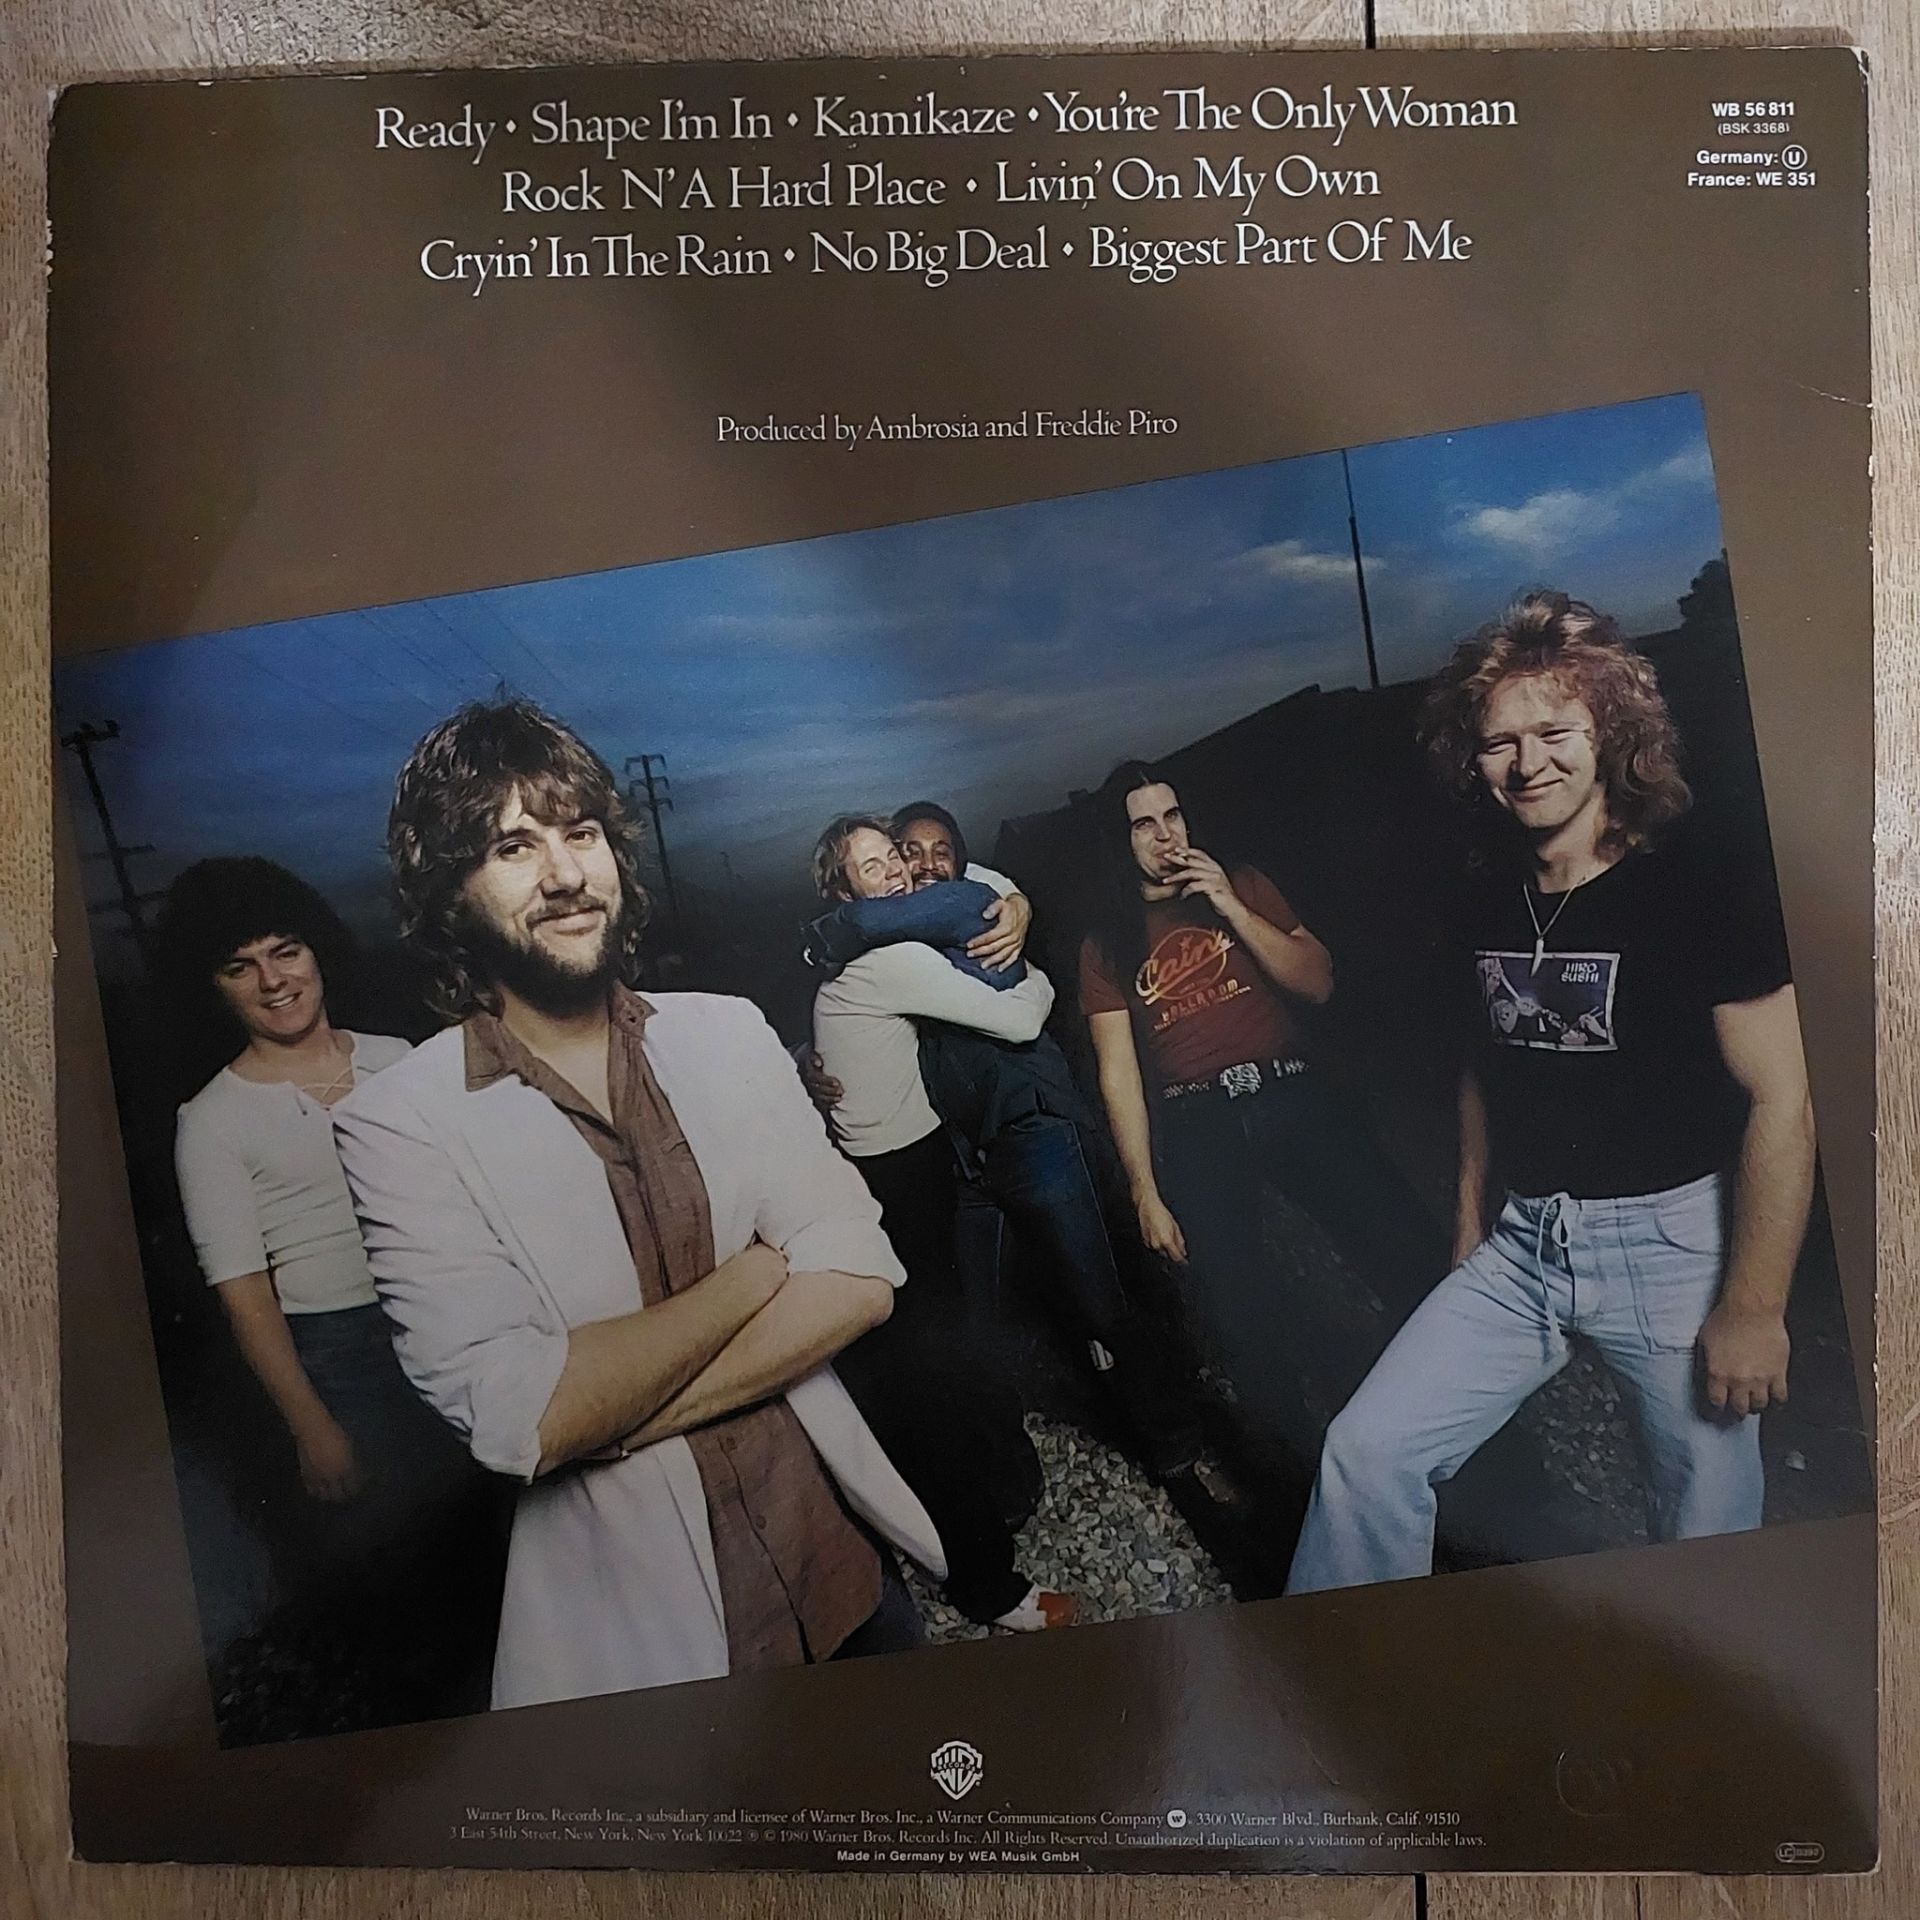 Ready • Shape I'm In • Kamikaze • You're The Only Woman
Rock N' A Hard Place • Livin' On My Own
Cryin' In The Rain • No Big Deal • Biggest Part Of Me
WB 56 811
(BSK 3368)
Germany: Ⓤ
France: WE 351
Produced by Ambrosia and Freddie Piro
HIRO
SUSHI
RECORDS
Warner Bros. Records Inc., a subsidiary and licensee of Warner Bros. Inc., a Warner Communications Company W. 3300 Warner Blvd., Burbank, Calif. 91510
3 East 54th Street, New York, New York 10022 ℗ © 1980 Warner Bros. Records Inc. All Rights Reserved. Unauthorized duplication is a violation of applicable laws.
Made in Germany by WEA Musik GmbH